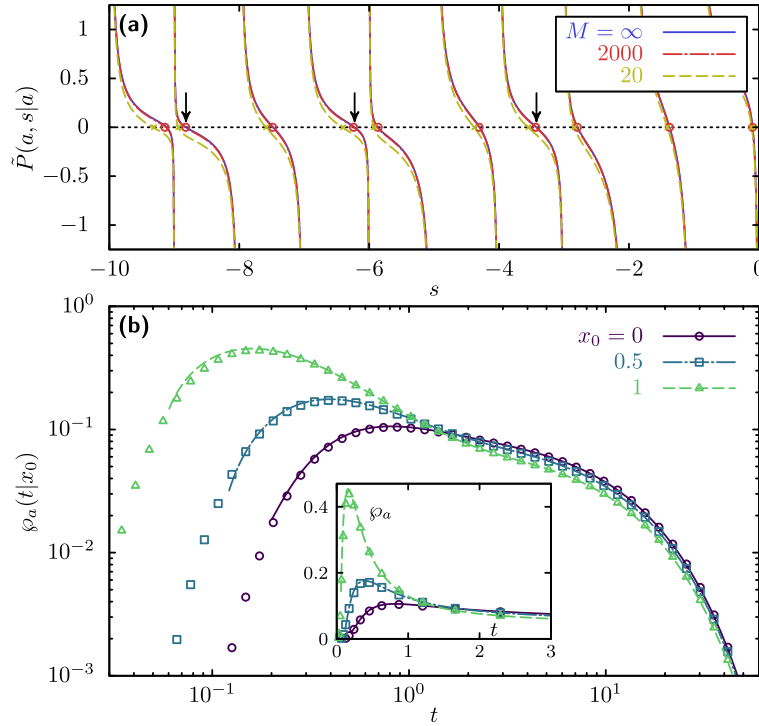 (a)
1
0.5
0
−0.5
−1
P̃(a, s|a)
M = ∞
2000
20
−10
−8
−6
−4
−2
0
s
(b)
10⁰
10⁻¹
10⁻²
10⁻³
℘ₐ(t|x₀)
x₀ = 0
0.5
1
0.4
0.2
0
℘ₐ
t
0
1
2
3
10⁻¹
10⁰
10¹
t